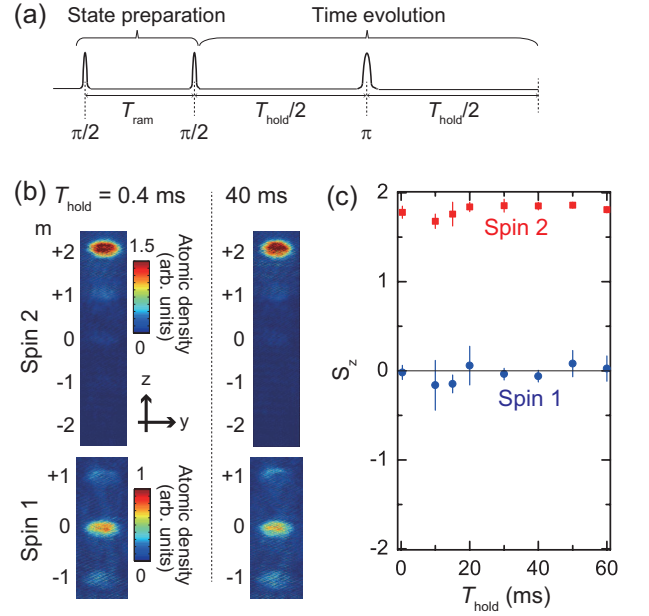 (a)
State preparation
Time evolution
T_ram
T_hold/2
T_hold/2
π/2
π/2
π
(b)
T_hold = 0.4 ms
40 ms
m
Spin 2
+2
+1
0
-1
-2
1.5
0
Atomic density
(arb. units)
z
y
Spin 1
+1
0
-1
1
0
Atomic density
(arb. units)
+2
+1
0
-1
-2
+1
0
-1
(c)
S_z
2
1
0
-1
-2
Spin 2
Spin 1
0
20
40
60
T_hold (ms)